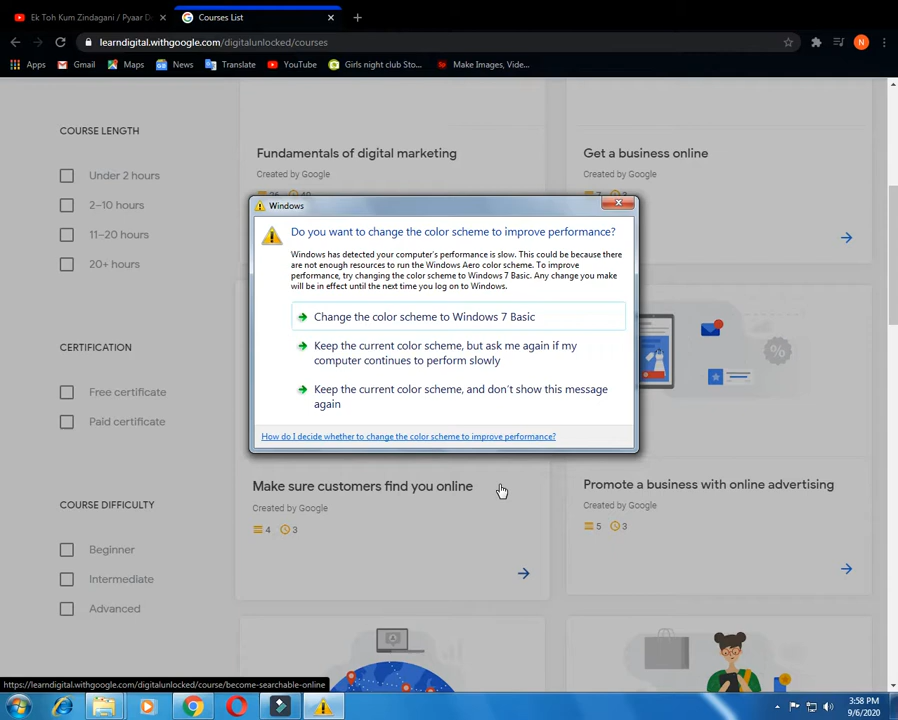 Ek Toh Kum Zindagani / Pyaar D
Courses List
learndigital.withgoogle.com/digitalunlocked/courses
N
Apps
Gmail
Maps
News
Translate
YouTube
Girls night club Sto...
Make Images, Vide...
COURSE LENGTH
Under 2 hours
2–10 hours
11–20 hours
20+ hours
CERTIFICATION
Free certificate
Paid certificate
COURSE DIFFICULTY
Beginner
Intermediate
Advanced
Fundamentals of digital marketing
Created by Google
Get a business online
Created by Google
Windows
Do you want to change the color scheme to improve performance?
Windows has detected your computer's performance is slow. This could be because there
are not enough resources to run the Windows Aero color scheme. To improve
performance, try changing the color scheme to Windows 7 Basic. Any change you make
will be in effect until the next time you log on to Windows.
Change the color scheme to Windows 7 Basic
Keep the current color scheme, but ask me again if my
computer continues to perform slowly
Keep the current color scheme, and don't show this message
again
How do I decide whether to change the color scheme to improve performance?
Make sure customers find you online
Created by Google
4 3
Promote a business with online advertising
Created by Google
5 3
https://learndigital.withgoogle.com/digitalunlocked/course/become-searchable-online
3:58 PM
9/6/2020